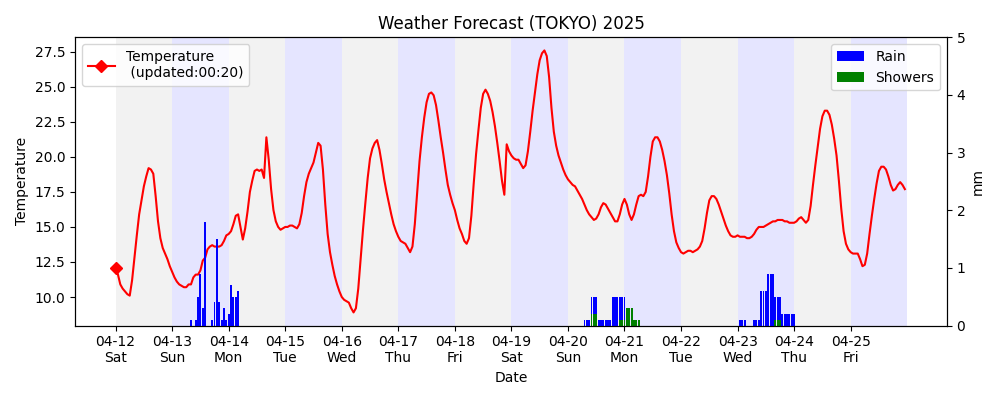 Weather Forecast (TOKYO) 2025
Temperature
(updated:00:20)
Rain
Showers
27.5
25.0
22.5
20.0
17.5
15.0
12.5
10.0
Temperature
5
4
3
2
1
0
mm
04-12 04-13 04-14 04-15 04-16 04-17 04-18 04-19 04-20 04-21 04-22 04-23 04-24 04-25
Sat Sun Mon Tue Wed Thu Fri Sat Sun Mon Tue Wed Thu Fri
Date